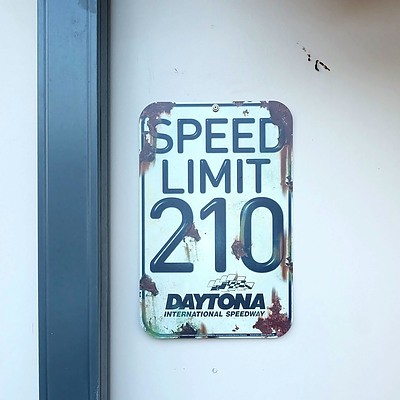 SPEED
LIMIT
210
DAYTONA
INTERNATIONAL SPEEDWAY